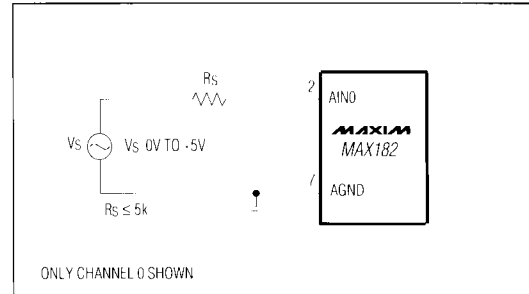 RS
2
AIN0
MAXIM
MAX182
VS
VS 0V TO -5V
7
AGND
RS ≤ 5k
ONLY CHANNEL 0 SHOWN